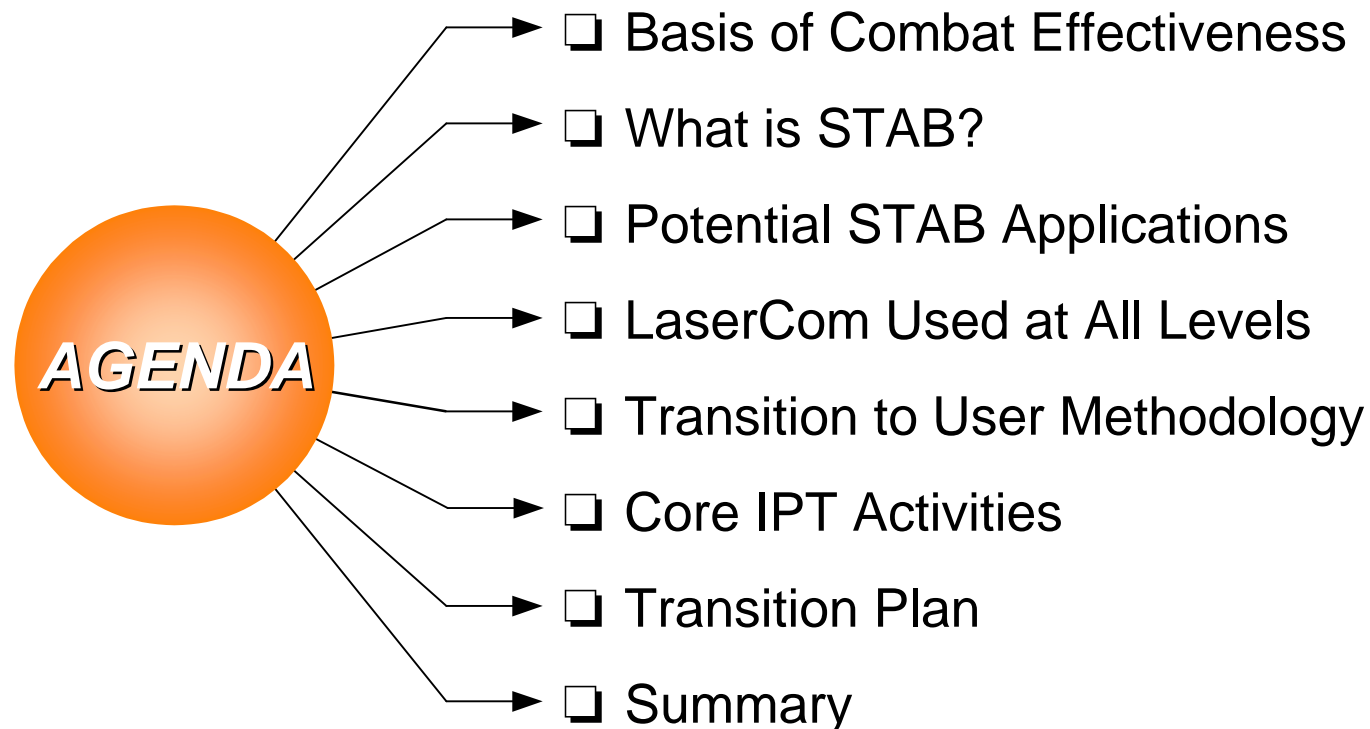 AGENDA
❏ Basis of Combat Effectiveness
❏ What is STAB?
❏ Potential STAB Applications
❏ LaserCom Used at All Levels
❏ Transition to User Methodology
❏ Core IPT Activities
❏ Transition Plan
❏ Summary